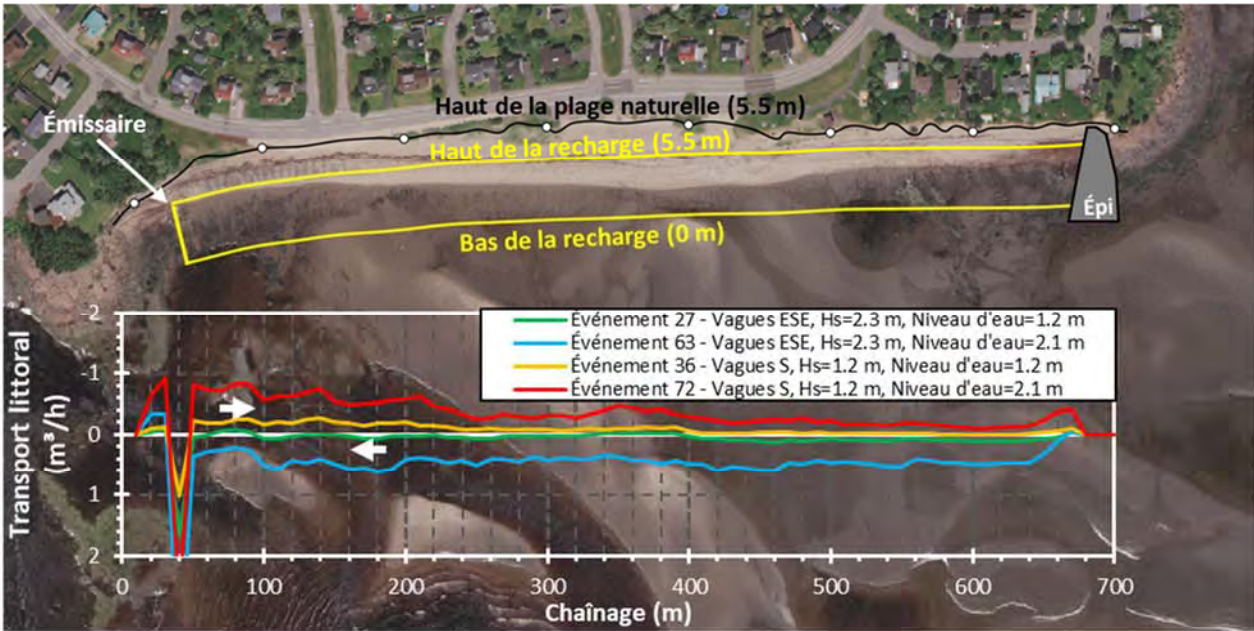 Haut de la plage naturelle (5.5 m)
Émissaire
Haut de la recharge (5.5 m)
Épi
Bas de la recharge (0 m)
Événement 27 - Vagues ESE, Hs=2.3 m, Niveau d'eau=1.2 m
Événement 63 - Vagues ESE, Hs=2.3 m, Niveau d'eau=2.1 m
Événement 36 - Vagues S, Hs=1.2 m, Niveau d'eau=1.2 m
Événement 72 - Vagues S, Hs=1.2 m, Niveau d'eau=2.1 m
Transport littoral
(m³/h)
-2
-1
0
1
2
0 100 200 300 400 500 600 700
Chaînage (m)